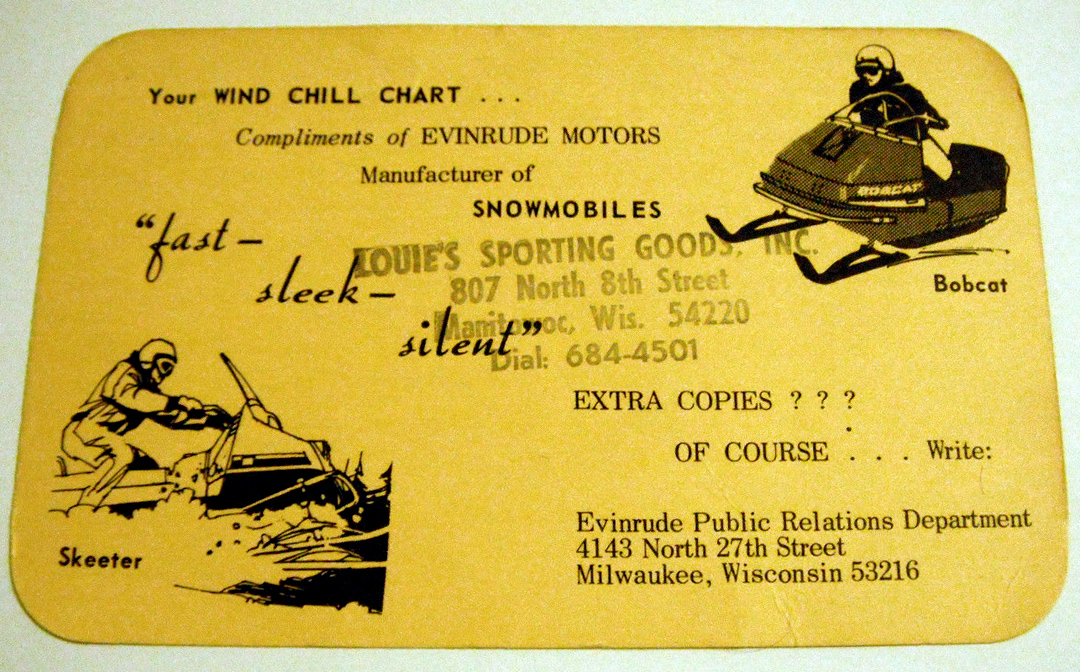 Your WIND CHILL CHART . . .
Compliments of EVINRUDE MOTORS
Manufacturer of
SNOWMOBILES
"fast –
sleek –
silent"
LOUIE'S SPORTING GOODS, INC.
807 North 8th Street
Manitowoc, Wis. 54220
Dial: 684-4501
BOBCAT
Bobcat
Skeeter
EXTRA COPIES ? ? ?
OF COURSE . . . Write:
Evinrude Public Relations Department
4143 North 27th Street
Milwaukee, Wisconsin 53216